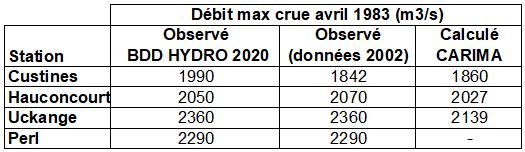 Débit max crue avril 1983 (m3/s)
Station Observé BDD HYDRO 2020 Observé (données 2002) Calculé CARIMA
Custines 1990 1842 1860
Hauconcourt 2050 2070 2027
Uckange 2360 2360 2139
Perl 2290 2290 -